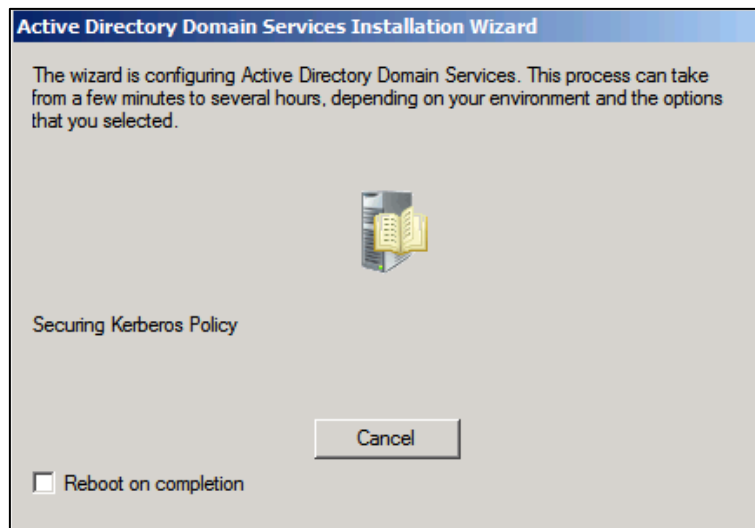 Active Directory Domain Services Installation Wizard
The wizard is configuring Active Directory Domain Services. This process can take
from a few minutes to several hours, depending on your environment and the options
that you selected.
Securing Kerberos Policy
Cancel
Reboot on completion